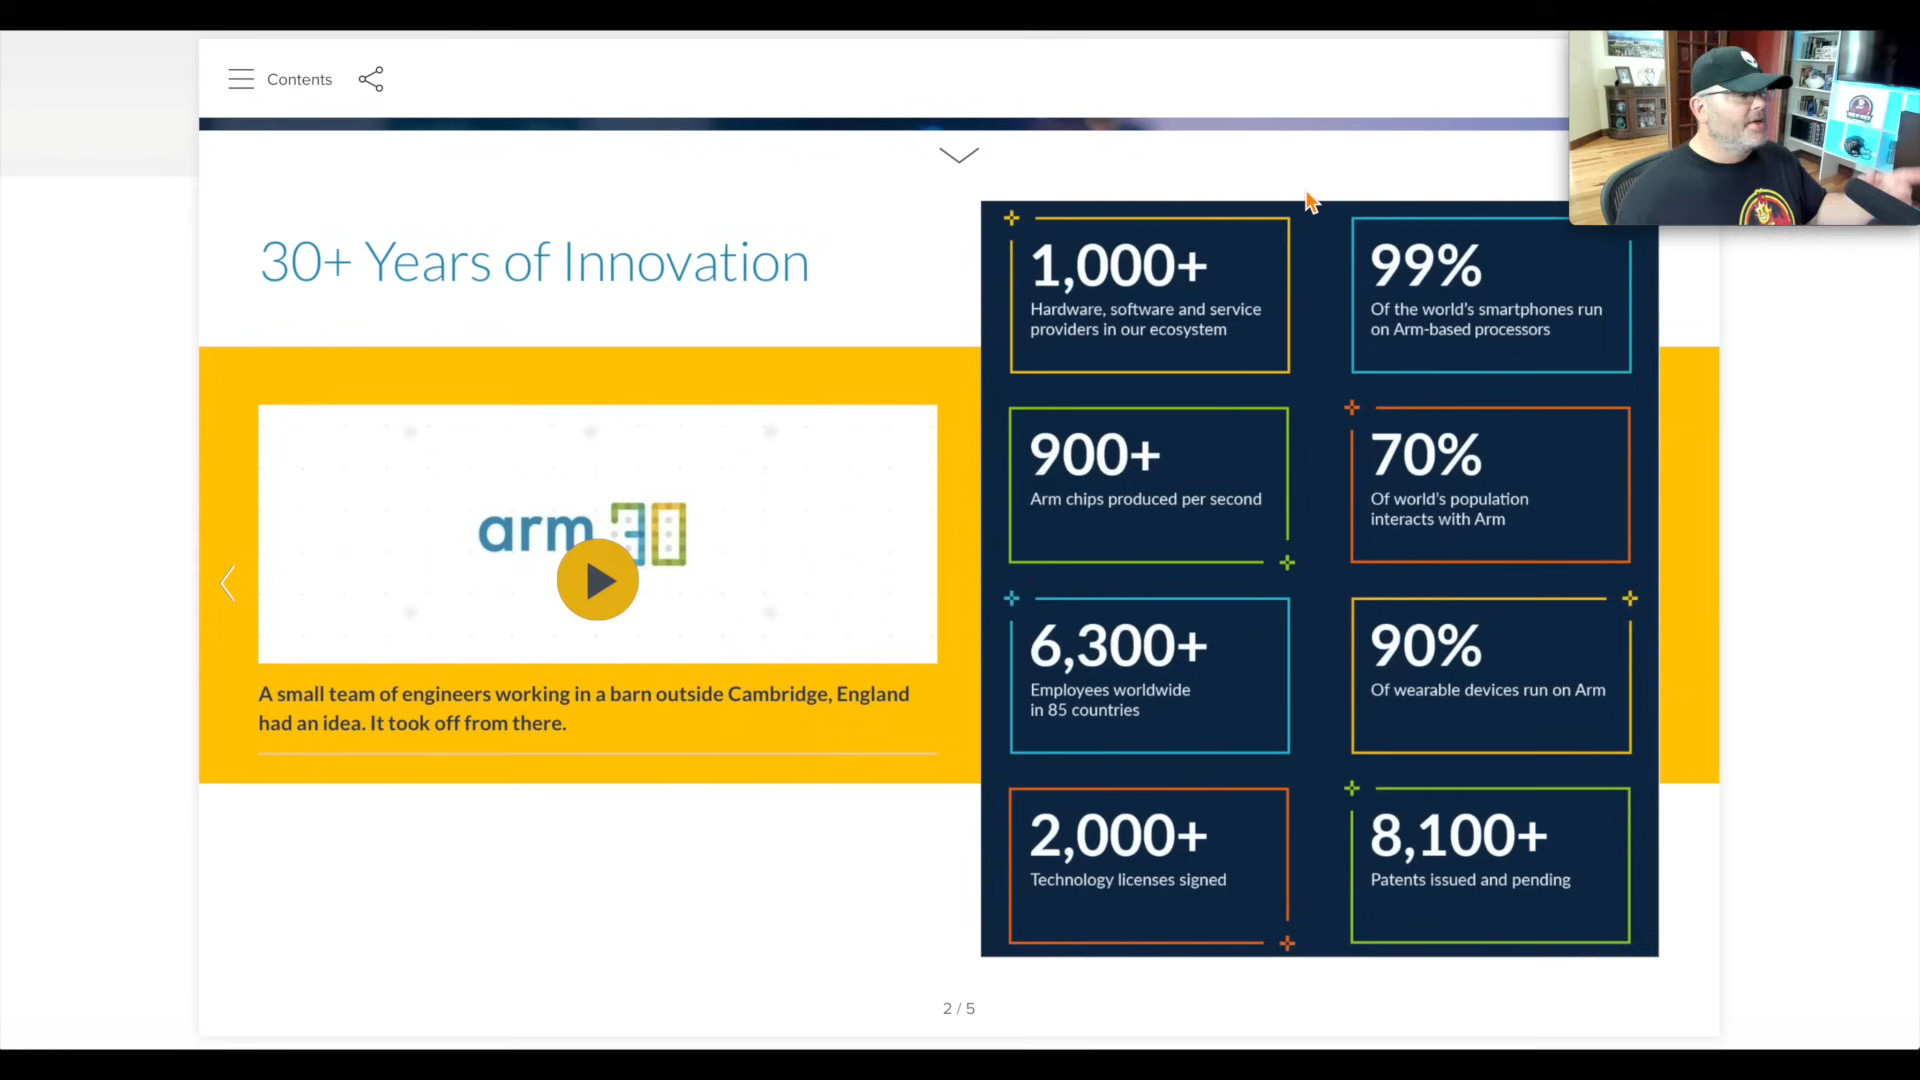 Contents
30+ Years of Innovation
arm 30
A small team of engineers working in a barn outside Cambridge, England
had an idea. It took off from there.
1,000+
Hardware, software and service
providers in our ecosystem
99%
Of the world's smartphones run
on Arm-based processors
900+
Arm chips produced per second
70%
Of world's population
interacts with Arm
6,300+
Employees worldwide
in 85 countries
90%
Of wearable devices run on Arm
2,000+
Technology licenses signed
8,100+
Patents issued and pending
2 / 5